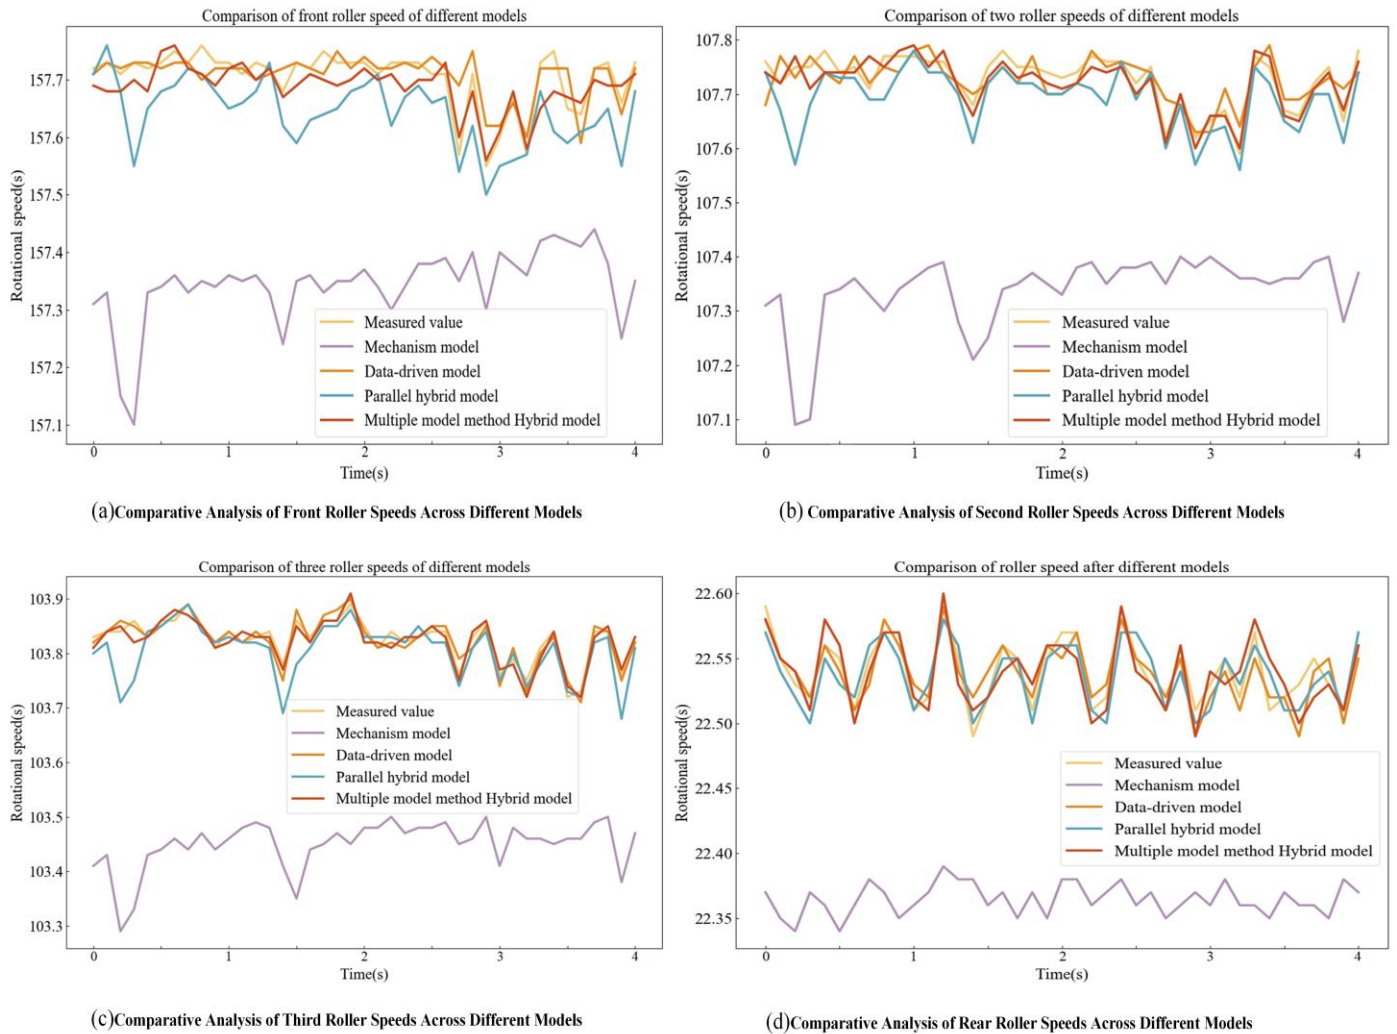 Comparison of front roller speed of different models
157.7
157.6
157.5
157.4
157.3
157.2
157.1
Rotational speed(s)
Measured value
Mechanism model
Data-driven model
Parallel hybrid model
Multiple model method Hybrid model
0 1 2 3 4
Time(s)
(a)Comparative Analysis of Front Roller Speeds Across Different Models
Comparison of two roller speeds of different models
107.8
107.7
107.6
107.5
107.4
107.3
107.2
107.1
Rotational speed(s)
Measured value
Mechanism model
Data-driven model
Parallel hybrid model
Multiple model method Hybrid model
0 1 2 3 4
Time(s)
(b) Comparative Analysis of Second Roller Speeds Across Different Models
Comparison of three roller speeds of different models
103.9
103.8
103.7
103.6
103.5
103.4
103.3
Rotational speed(s)
Measured value
Mechanism model
Data-driven model
Parallel hybrid model
Multiple model method Hybrid model
0 1 2 3 4
Time(s)
(c)Comparative Analysis of Third Roller Speeds Across Different Models
Comparison of roller speed after different models
22.60
22.55
22.50
22.45
22.40
22.35
Rotational speed(s)
Measured value
Mechanism model
Data-driven model
Parallel hybrid model
Multiple model method Hybrid model
0 1 2 3 4
Time(s)
(d)Comparative Analysis of Rear Roller Speeds Across Different Models